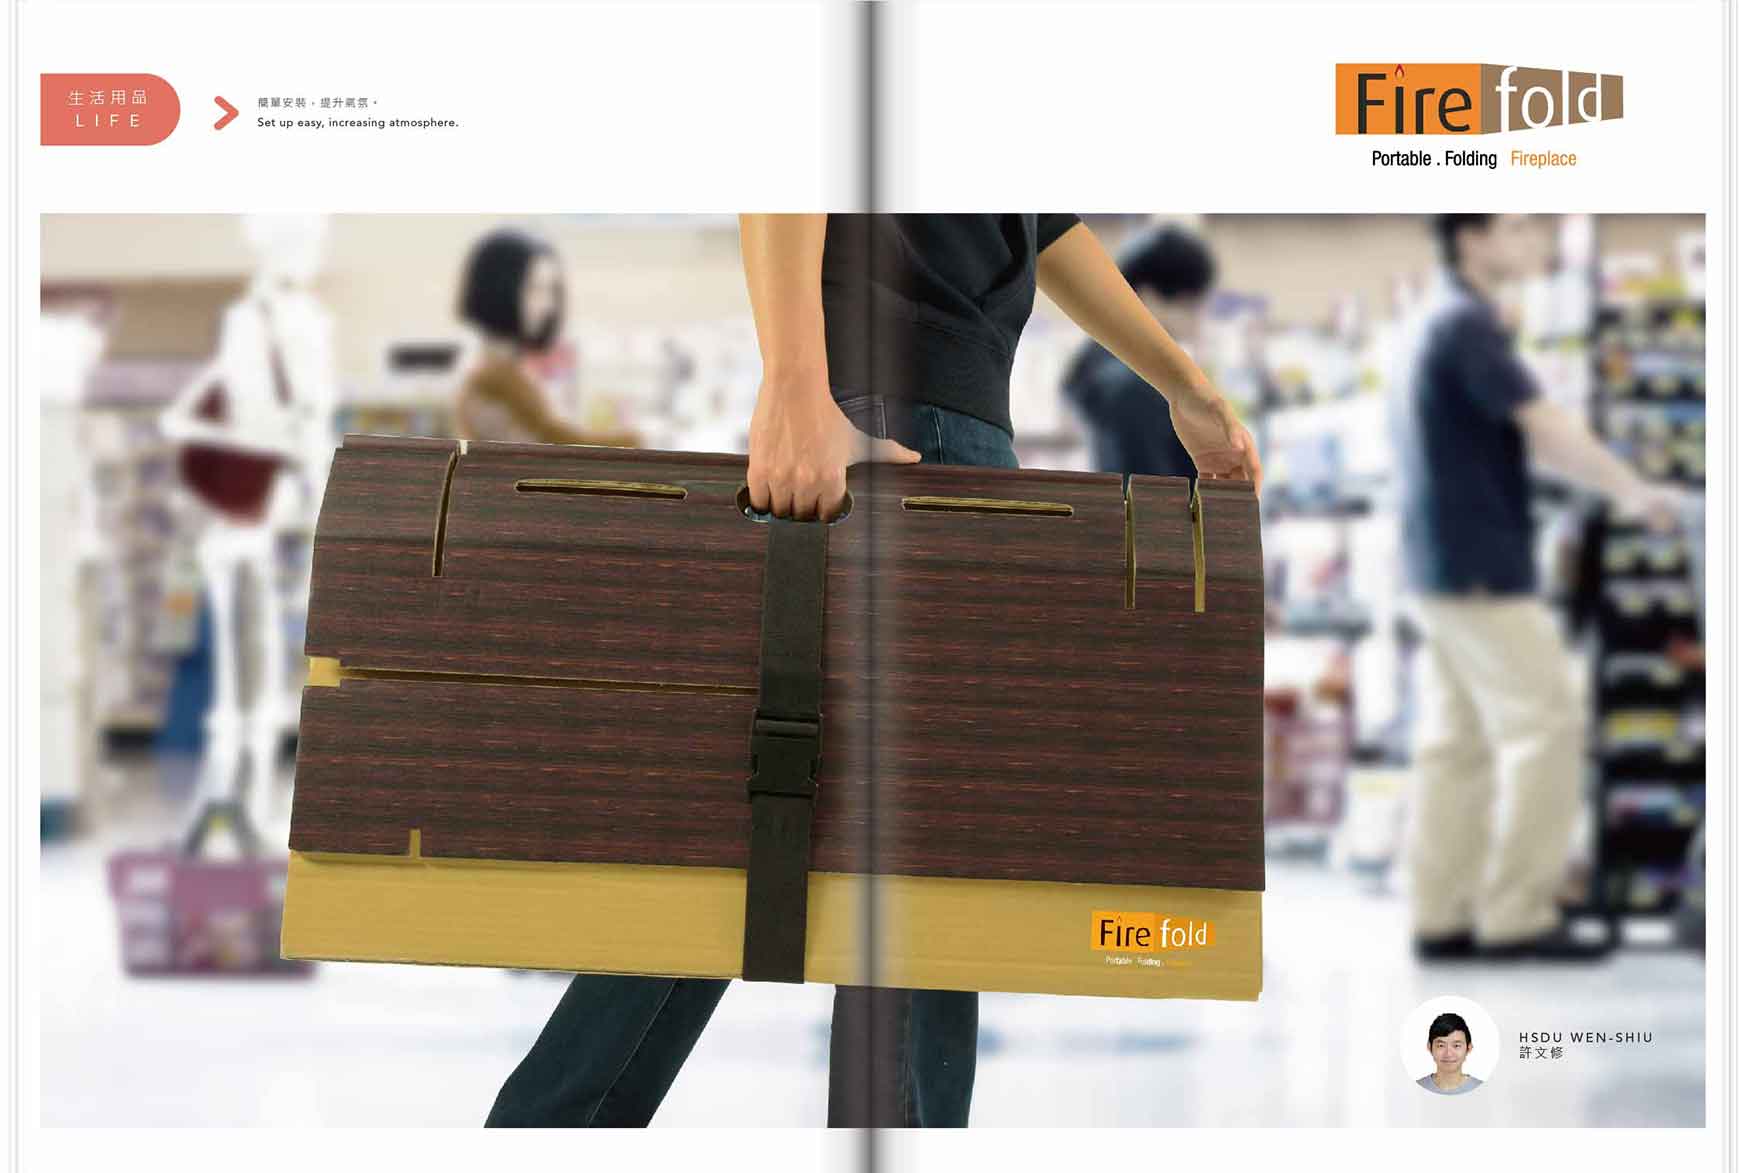 生活用品
LIFE
簡單安裝，提升氣氛。
Set up easy, increasing atmosphere.
Fire fold
Portable . Folding Fireplace
Fire fold
Portable . Folding .
HSDU WEN-SHIU
許文修